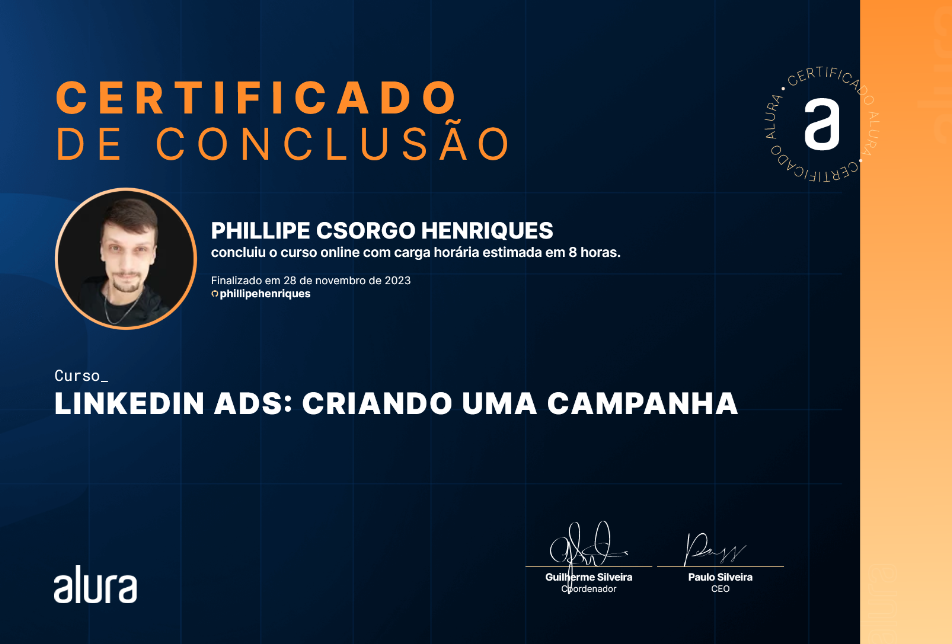 CERTIFICADO
DE CONCLUSÃO
CERTIFICADO ALURA • CERTIFICADO ALURA •
a
PHILLIPE CSORGO HENRIQUES
concluiu o curso online com carga horária estimada em 8 horas.
Finalizado em 28 de novembro de 2023
phillipehenriques
Curso_
LINKEDIN ADS: CRIANDO UMA CAMPANHA
alura
Guilherme Silveira
Coordenador
Paulo Silveira
CEO